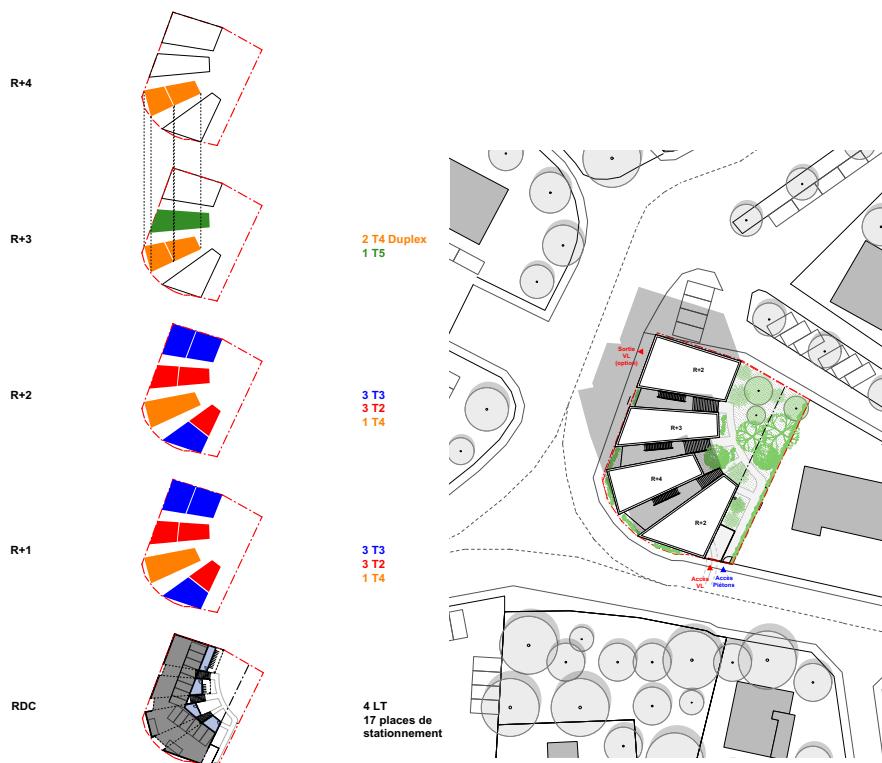 R+4
R+3
2 T4 Duplex
1 T5
R+2
3 T3
3 T2
1 T4
R+1
3 T3
3 T2
1 T4
RDC
4 LT
17 places de
stationnement
Sortie
VL
(option)
R+2
R+3
R+4
R+2
Accès
VL
Accès
Piétons